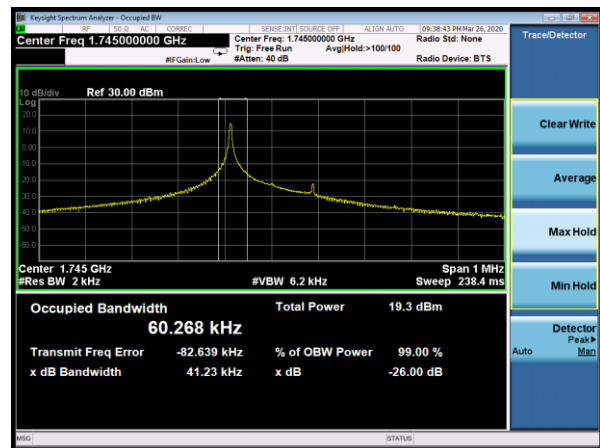 Keysight Spectrum Analyzer - Occupied BW
RF 50 Ω AC CORREC SENSE:INT SOURCE OFF ALIGN AUTO 09:38:43 PM Mar 26, 2020
Center Freq 1.745000000 GHz
Center Freq: 1.745000000 GHz
Radio Std: None
Trig: Free Run Avg|Hold:>100/100
#IFGain:Low #Atten: 40 dB Radio Device: BTS
Trace/Detector
10 dB/div Ref 30.00 dBm
Log
20.0
10.0
0.00
-10.0
-20.0
-30.0
-40.0
-50.0
-60.0
Center 1.745 GHz Span 1 MHz
#Res BW 2 kHz #VBW 6.2 kHz Sweep 238.4 ms
Occupied Bandwidth Total Power 19.3 dBm
60.268 kHz
Transmit Freq Error -82.639 kHz % of OBW Power 99.00 %
x dB Bandwidth 41.23 kHz x dB -26.00 dB
Clear Write
Average
Max Hold
Min Hold
Detector
Peak▶
Auto Man
MSG STATUS